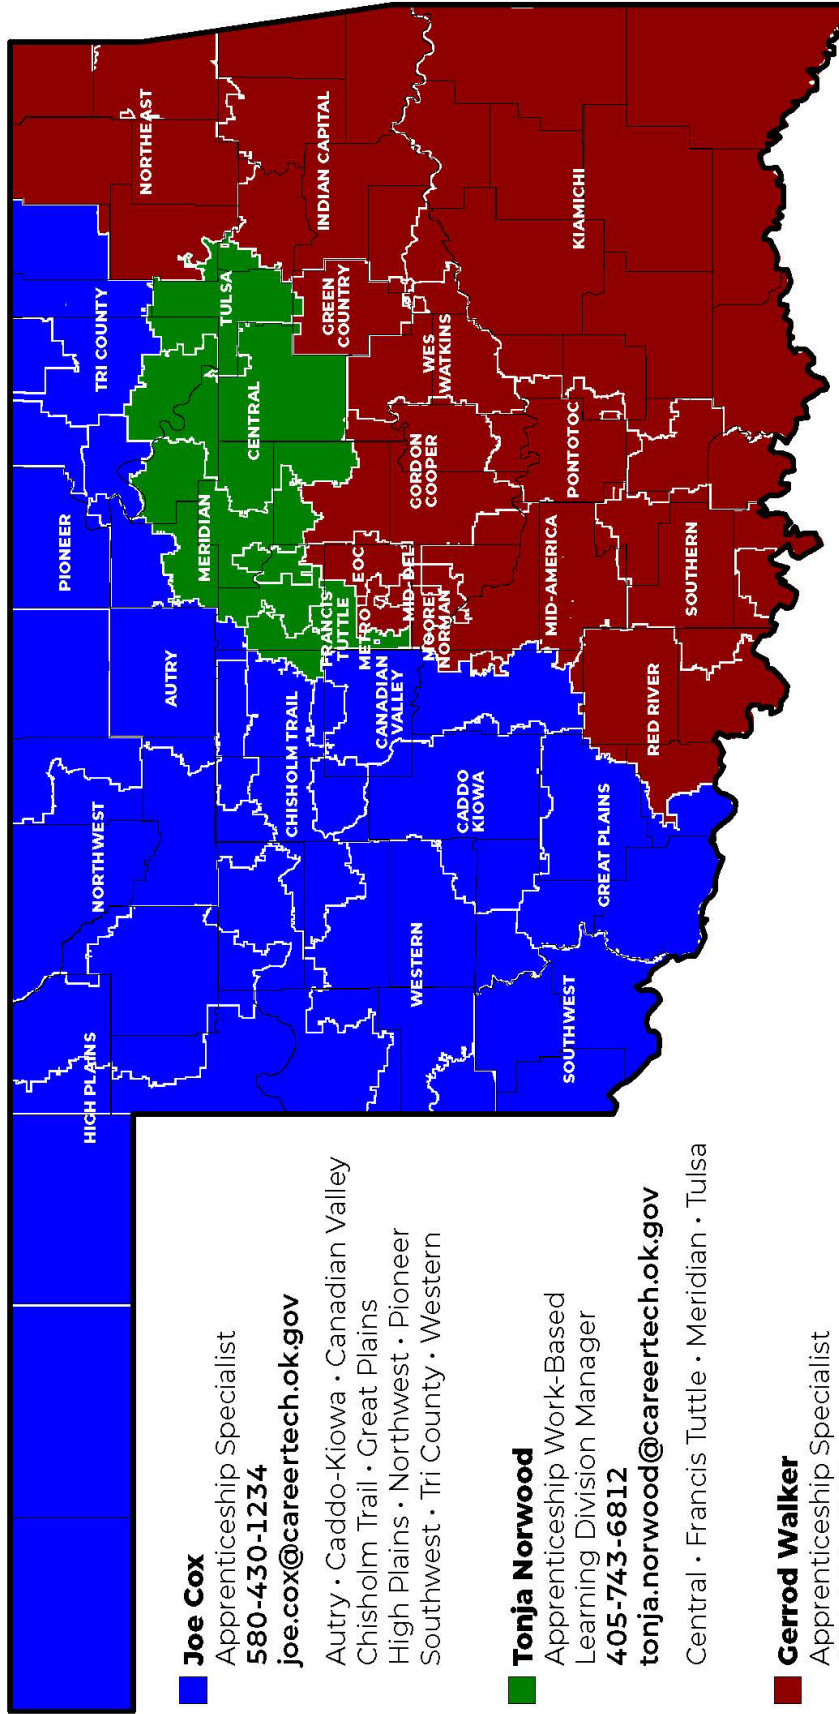 HIGH PLAINS
NORTHWEST
PIONEER
TRI COUNTY
NORTHEAST
AUTRY
MERIDIAN
TULSA
CENTRAL
CHISHOLM TRAIL
FRANCIS
TUTTLE
GREEN
COUNTRY
INDIAN CAPITAL
METRO
EOC
CANADIAN
VALLEY
MID-DEL
MOORE
NORMAN
GORDON
COOPER
WES
WATKINS
WESTERN
CADDO
KIOWA
MID-AMERICA
PONTOTOC
KIAMICHI
SOUTHWEST
GREAT PLAINS
RED RIVER
SOUTHERN
Joe Cox
Apprenticeship Specialist
580-430-1234
joe.cox@careertech.ok.gov
Autry • Caddo-Kiowa • Canadian Valley
Chisholm Trail • Great Plains
High Plains • Northwest • Pioneer
Southwest • Tri County • Western
Tonja Norwood
Apprenticeship Work-Based
Learning Division Manager
405-743-6812
tonja.norwood@careertech.ok.gov
Central • Francis Tuttle • Meridian • Tulsa
Gerrod Walker
Apprenticeship Specialist